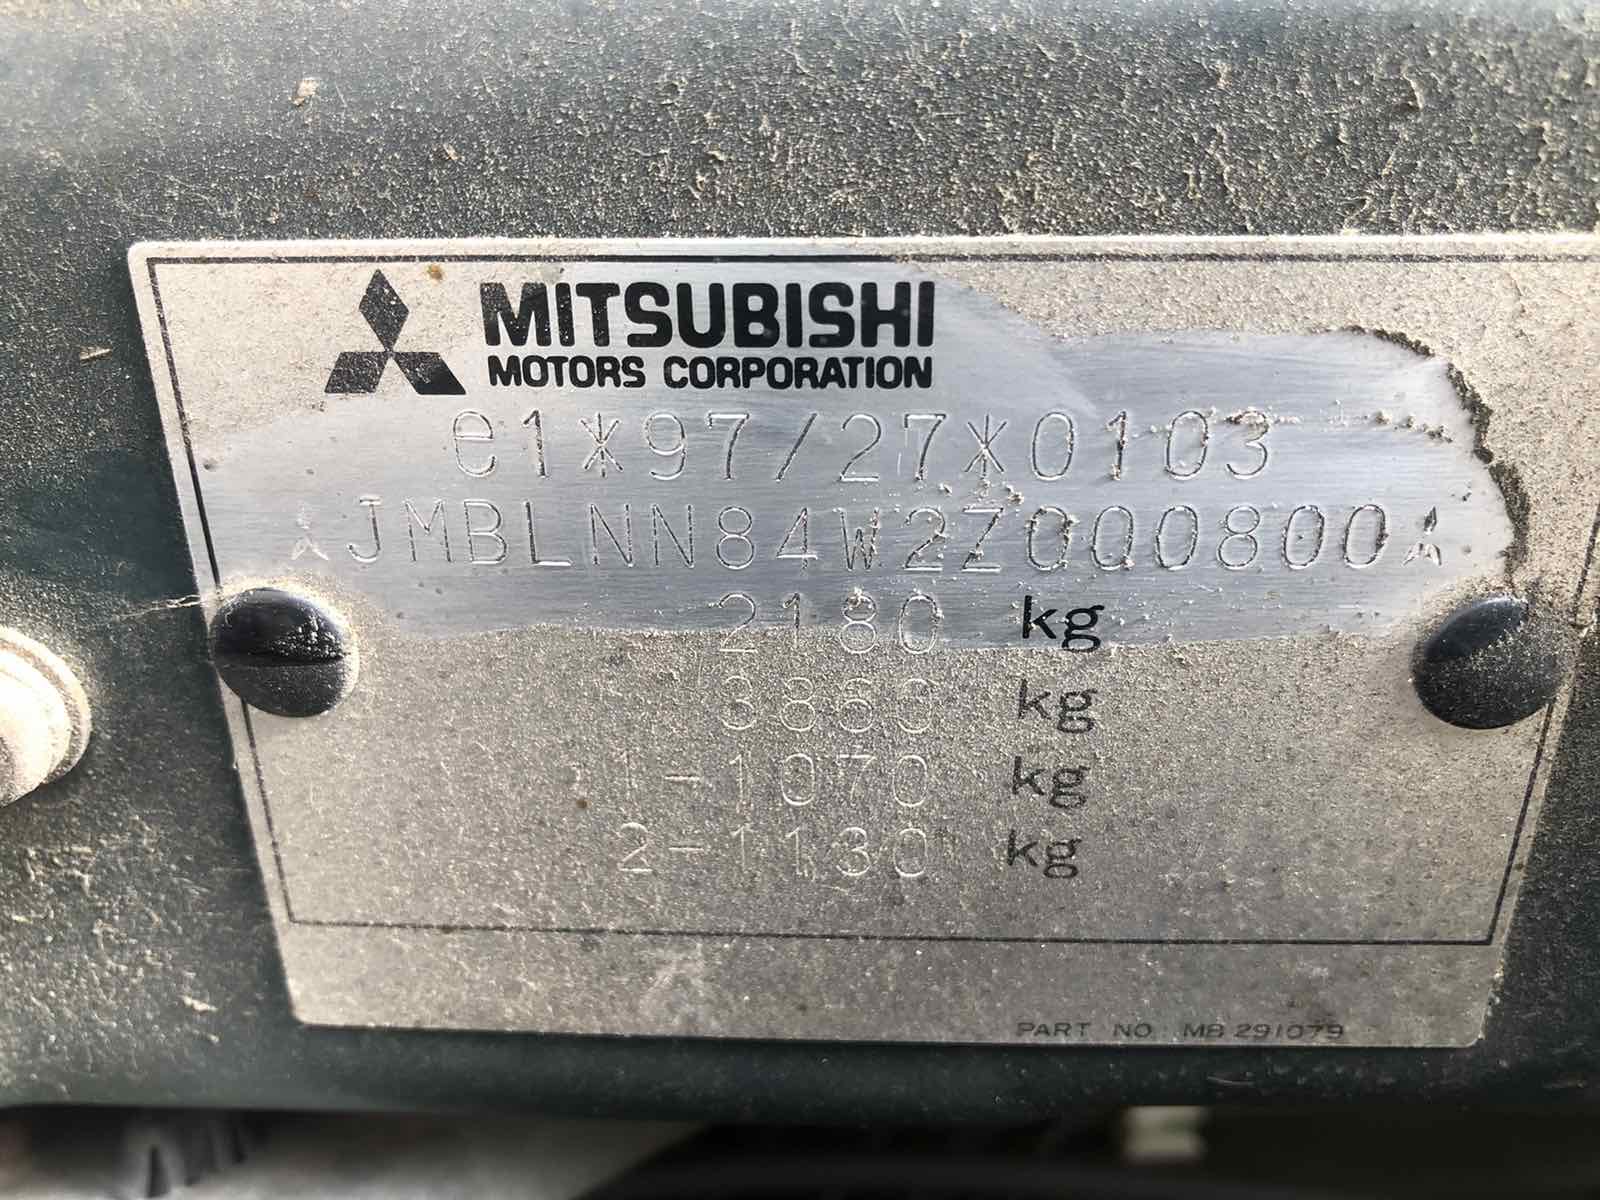 MITSUBISHI
MOTORS CORPORATION
e1*97/27*0103
JMBLNN84W2Z000800
2180 kg
3860 kg
1-1070 kg
2-1130 kg
PART NO MB 291079